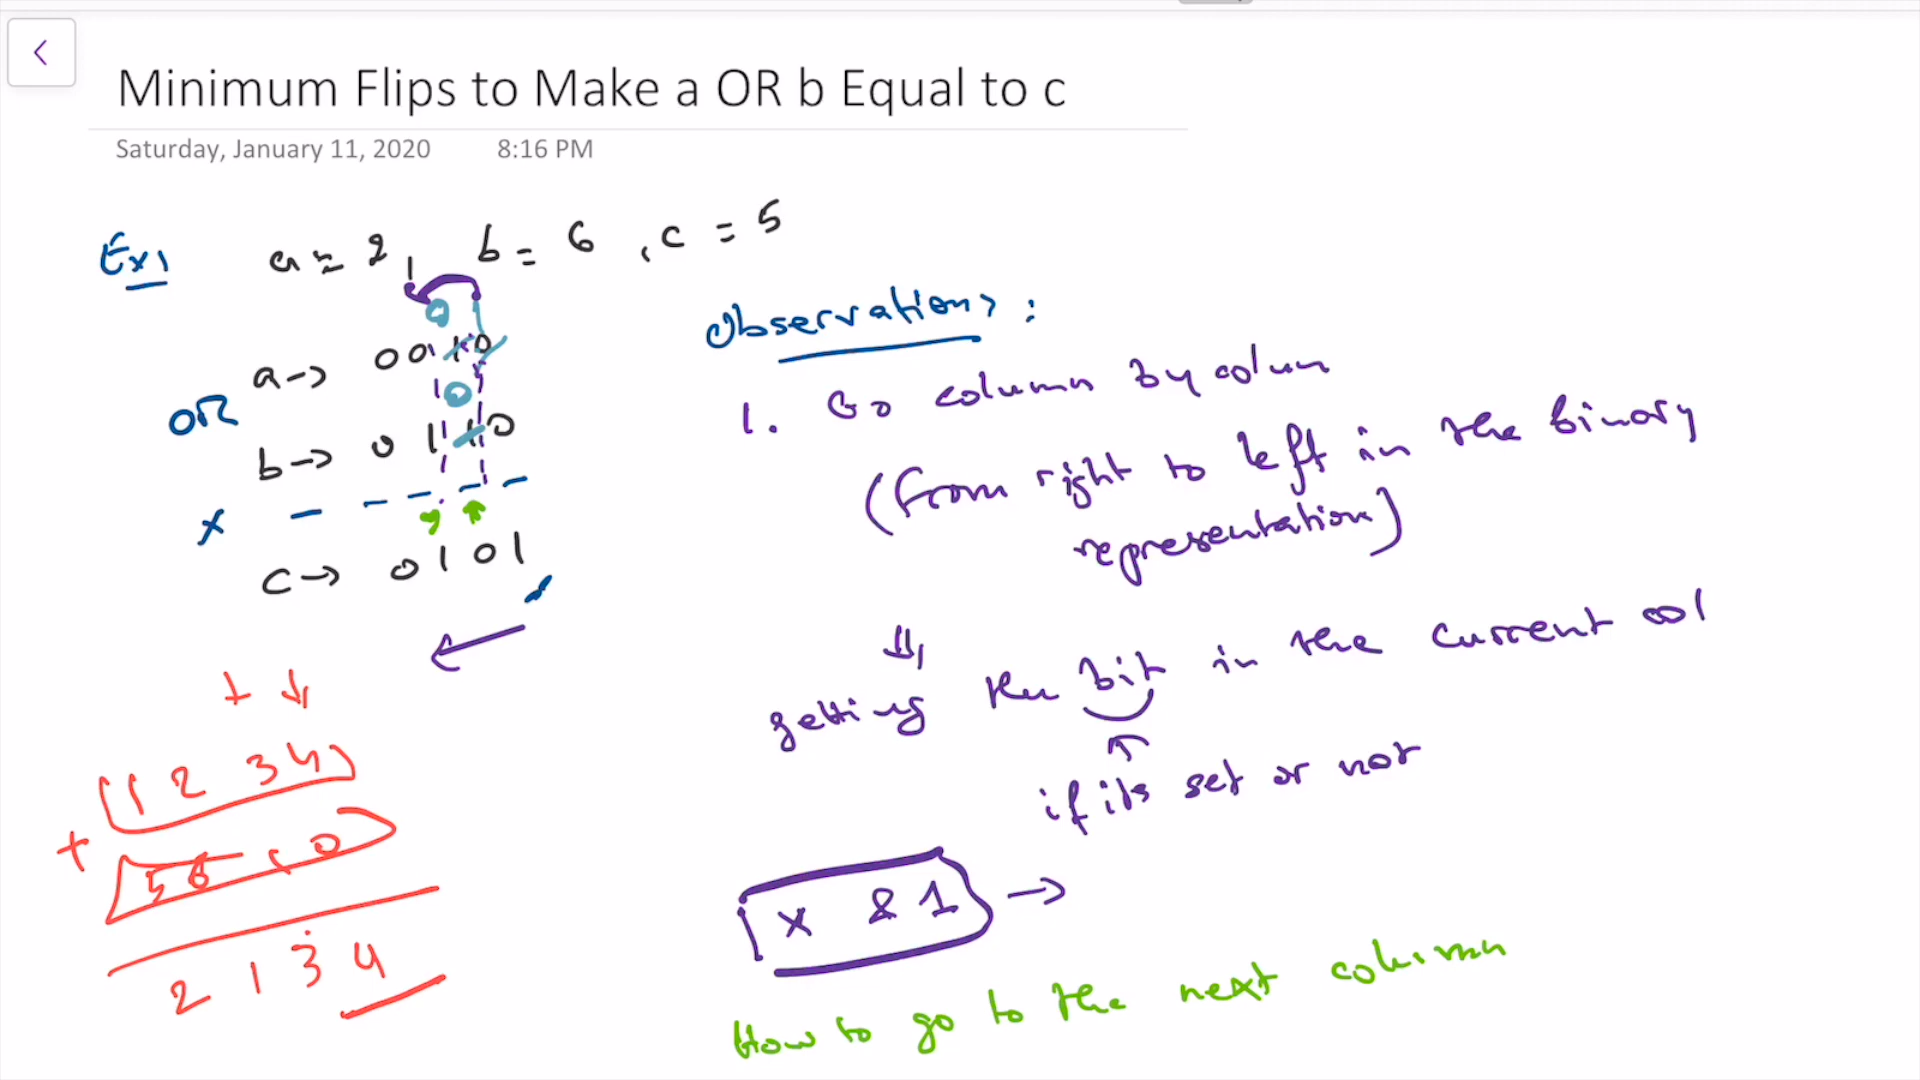 Minimum Flips to Make a OR b Equal to c
Saturday, January 11, 2020 8:16 PM
Ex1 a = 2, b = 6, c = 5
Observations:
a -> 0 0 1 0
OR
b -> 0 1 1 0
x
c -> 0 1 0 1
1. Go column by colum
(from right to left in the binary
representation)
getting the bit in the current col
if its set or not
1 2 3 4
+
2 1 3 4
x & 1 ->
How to go to the next column